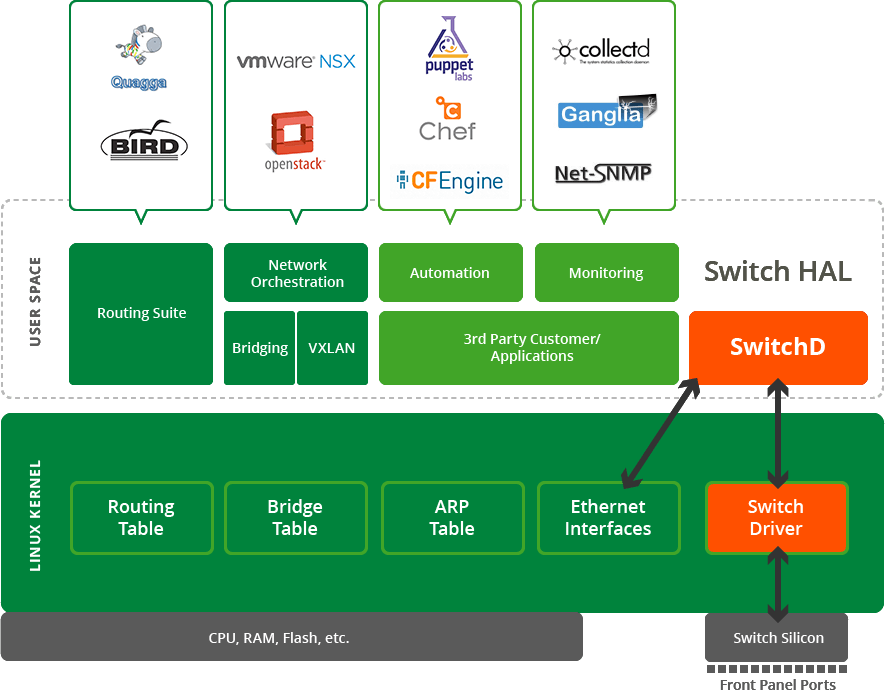 Quagga
BIRD
vmware® NSX
openstack™
puppet
labs
Chef
CFEngine
collectd
The system statistics collection daemon
Ganglia
Net-SNMP
USER SPACE
Routing Suite
Network
Orchestration
Bridging
VXLAN
Automation
Monitoring
3rd Party Customer/
Applications
Switch HAL
SwitchD
LINUX KERNEL
Routing
Table
Bridge
Table
ARP
Table
Ethernet
Interfaces
Switch
Driver
CPU, RAM, Flash, etc.
Switch Silicon
Front Panel Ports